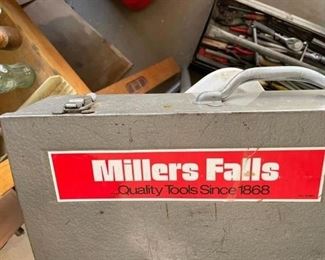 Millers Falls
...Quality Tools Since 1868